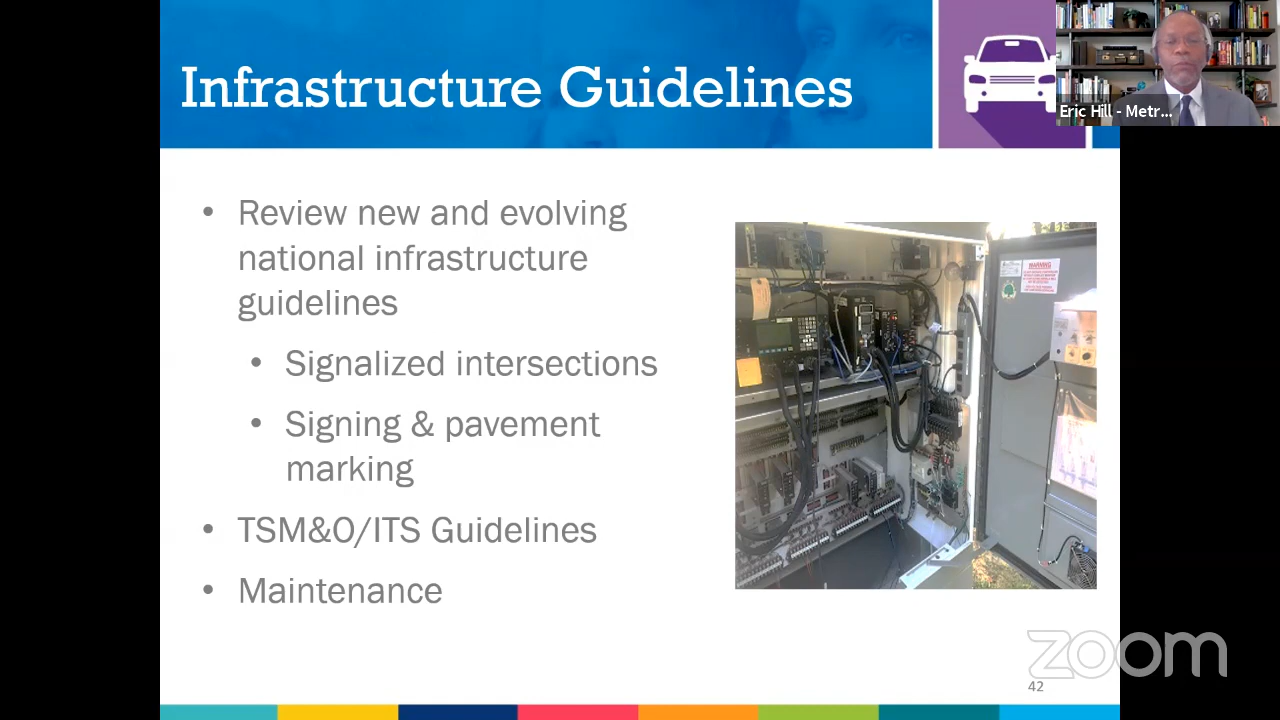 Infrastructure Guidelines
Eric Hill - Metr...
• Review new and evolving
national infrastructure
guidelines
• Signalized intersections
• Signing & pavement
marking
• TSM&O/ITS Guidelines
• Maintenance
WARNING
zoom
42